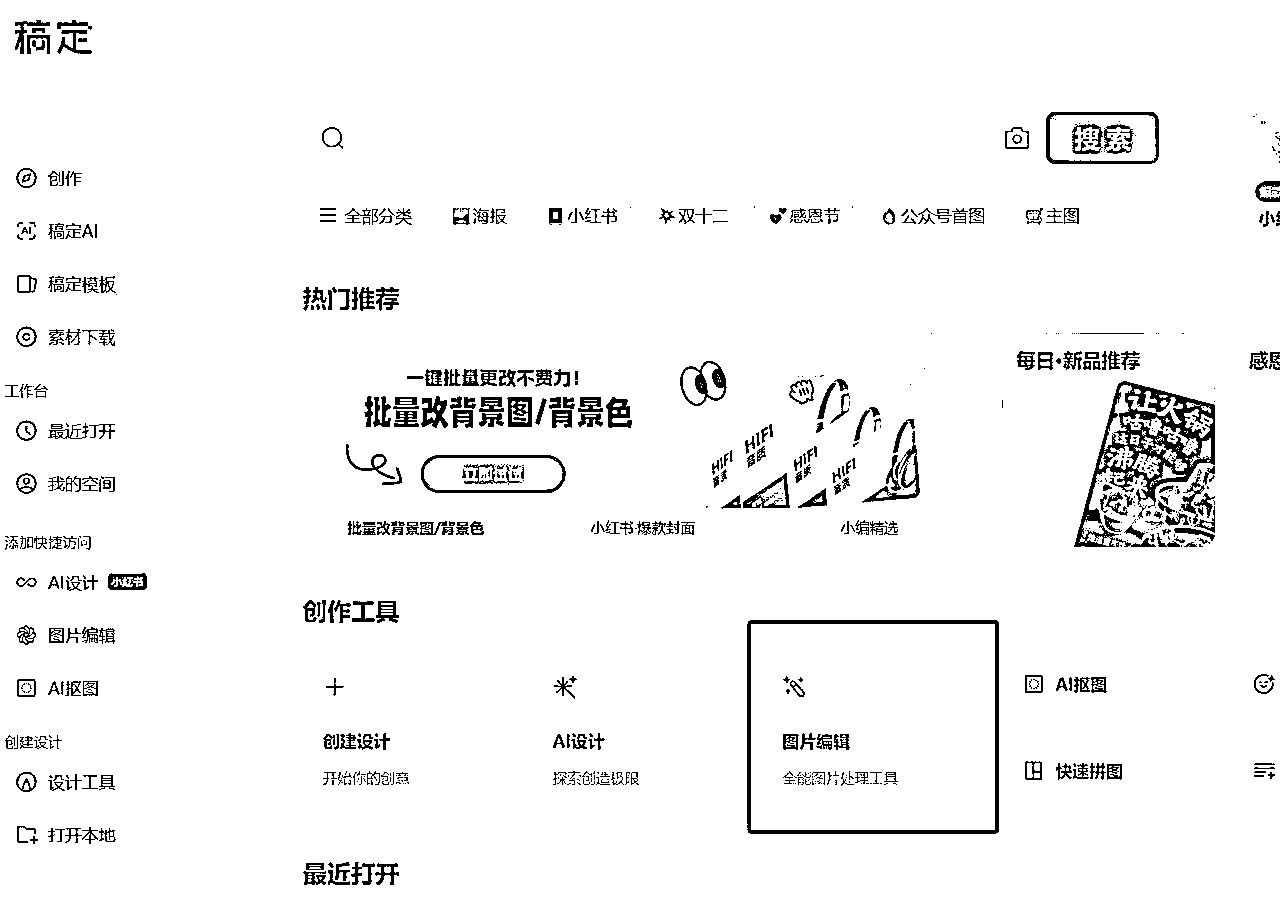 稿定
搜索
创作
稿定AI
稿定模板
素材下载
工作台
最近打开
我的空间
添加快捷访问
AI设计 小红书
图片编辑
AI抠图
创建设计
设计工具
打开本地
全部分类 海报 小红书 双十二 感恩节 公众号首图 主图
热门推荐
一键批量更改不费力!
批量改背景图/背景色
立即试试
HIFI
音质
HIFI
音质
HIFI
音质
HIFI
音质
批量改背景图/背景色 小红书 爆款封面 小编精选
每日·新品推荐
火锅
沸腾
创作工具
创建设计
开始你的创意
AI设计
探索创造极限
图片编辑
全能图片处理工具
AI抠图
快速拼图
最近打开